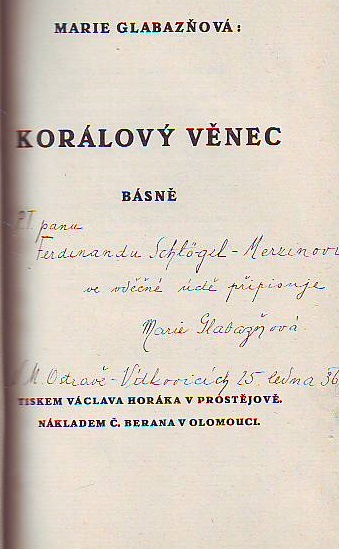 MARIE GLABAZŇOVÁ:
KORÁLOVÝ VĚNEC
BÁSNĚ
P.T. panu
Ferdinandu Schlögel-Merzinovi
ve vděčné úctě připisuje
Marie Glabazňová
M. Ostravě-Vítkovicích 25 ledna 36
TISKEM VÁCLAVA HORÁKA V PROSTĚJOVĚ.
NÁKLADEM Č. BERANA V OLOMOUCI.